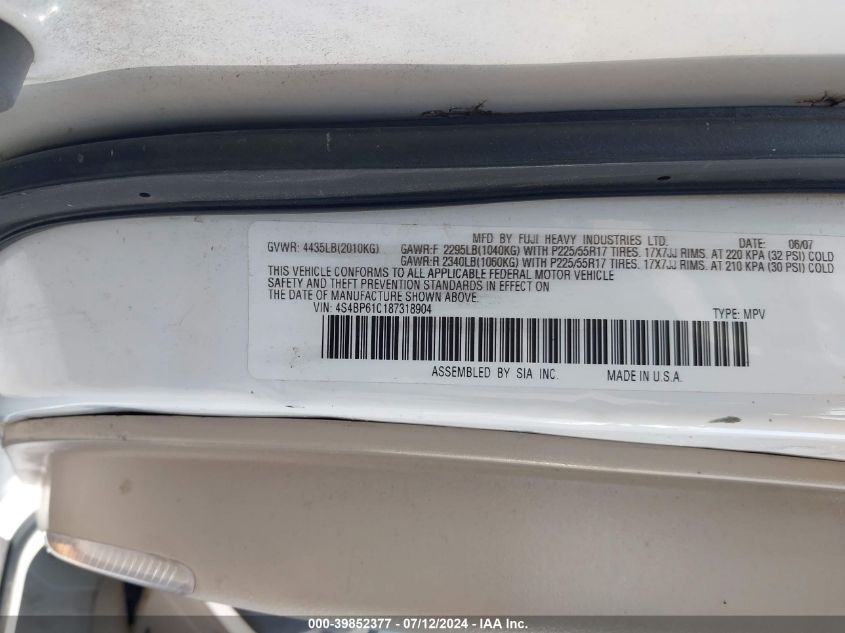 MFD BY FUJI HEAVY INDUSTRIES LTD. DATE: 06/07
GVWR: 4435LB(2010KG) GAWR:F 2295LB(1040KG) WITH P225/55R17 TIRES. 17X7JJ RIMS. AT 220 KPA (32 PSI) COLD
GAWR:R 2340LB(1060KG) WITH P225/55R17 TIRES. 17X7JJ RIMS. AT 210 KPA (30 PSI) COLD
THIS VEHICLE CONFORMS TO ALL APPLICABLE FEDERAL MOTOR VEHICLE
SAFETY AND THEFT PREVENTION STANDARDS IN EFFECT ON
THE DATE OF MANUFACTURE SHOWN ABOVE.
VIN: 4S4BP61C187318904 TYPE: MPV
ASSEMBLED BY SIA INC. MADE IN U.S.A.
000-39852377 - 07/12/2024 - IAA Inc.